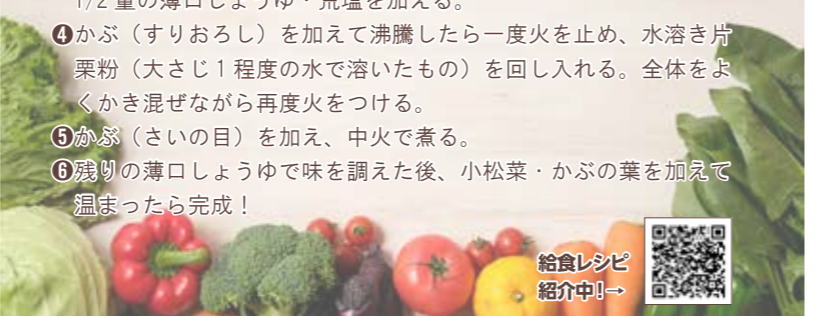 1/2量の薄口しょうゆ・荒塩を加える。
❹かぶ（すりおろし）を加えて沸騰したら一度火を止め、水溶き片
栗粉（大さじ1程度の水で溶いたもの）を回し入れる。全体をよ
くかき混ぜながら再度火をつける。
❺かぶ（さいの目）を加え、中火で煮る。
❻残りの薄口しょうゆで味を調えた後、小松菜・かぶの葉を加えて
温まったら完成！
給食レシピ
紹介中！→